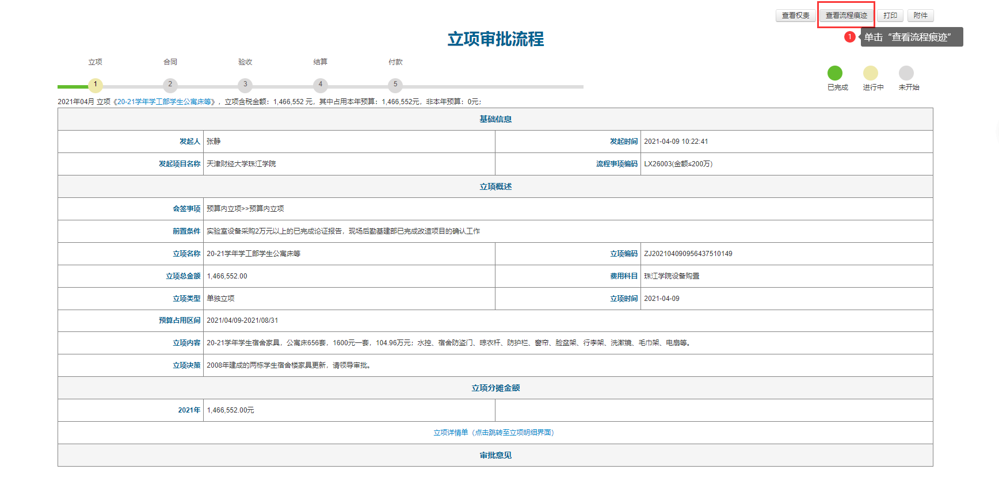 查看权责 查看流程痕迹 打印 附件
1 单击“查看流程痕迹”
立项审批流程
立项 合同 验收 结算 付款
1 2 3 4 5
已完成 进行中 未开始
2021年04月 立项《20-21学年学工部学生公寓床等》，立项含税金额：1,466,552 元，其中占用本年预算：1,466,552元，非本年预算：0元；
基础信息
发起人 张静 发起时间 2021-04-09 10:22:41
发起项目名称 天津财经大学珠江学院 流程事项编码 LX26003(金额≤200万)
立项概述
会签事项 预算内立项>>预算内立项
前置条件 实验室设备采购2万元以上的已完成论证报告，现场后勤基建部已完成改造项目的确认工作
立项名称 20-21学年学工部学生公寓床等 立项编码 ZJ202104090956437510149
立项总金额 1,466,552.00 费用科目 珠江学院设备购置
立项类型 单独立项 立项时间 2021-04-09
预算占用区间 2021/04/09-2021/08/31
立项内容 20-21学年学生宿舍家具，公寓床656套，1600元一套，104.96万元；水控、宿舍防盗门、晾衣杆、防护栏、窗帘、脸盆架、行李架、洗漱镜、毛巾架、电扇等。
立项决策 2008年建成的两栋学生宿舍楼家具更新，请领导审批。
立项分摊金额
2021年 1,466,552.00元
立项详情单（点击跳转至立项明细界面）
审批意见